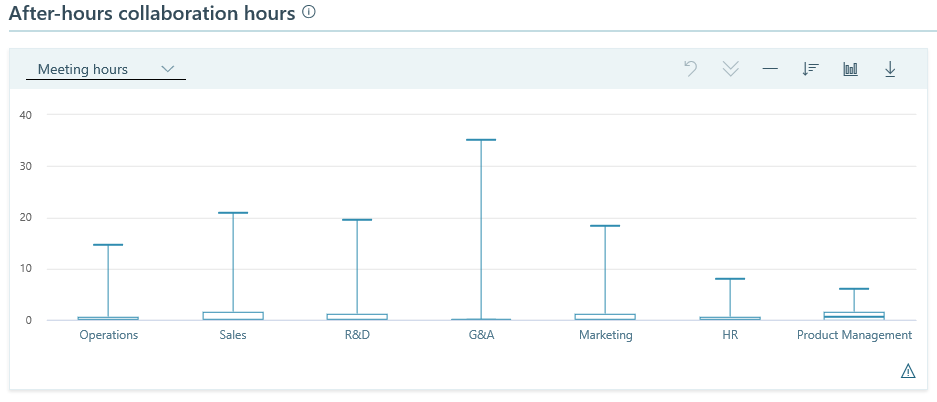 After-hours collaboration hours
Meeting hours
40
30
20
10
0
Operations Sales R&D G&A Marketing HR Product Management